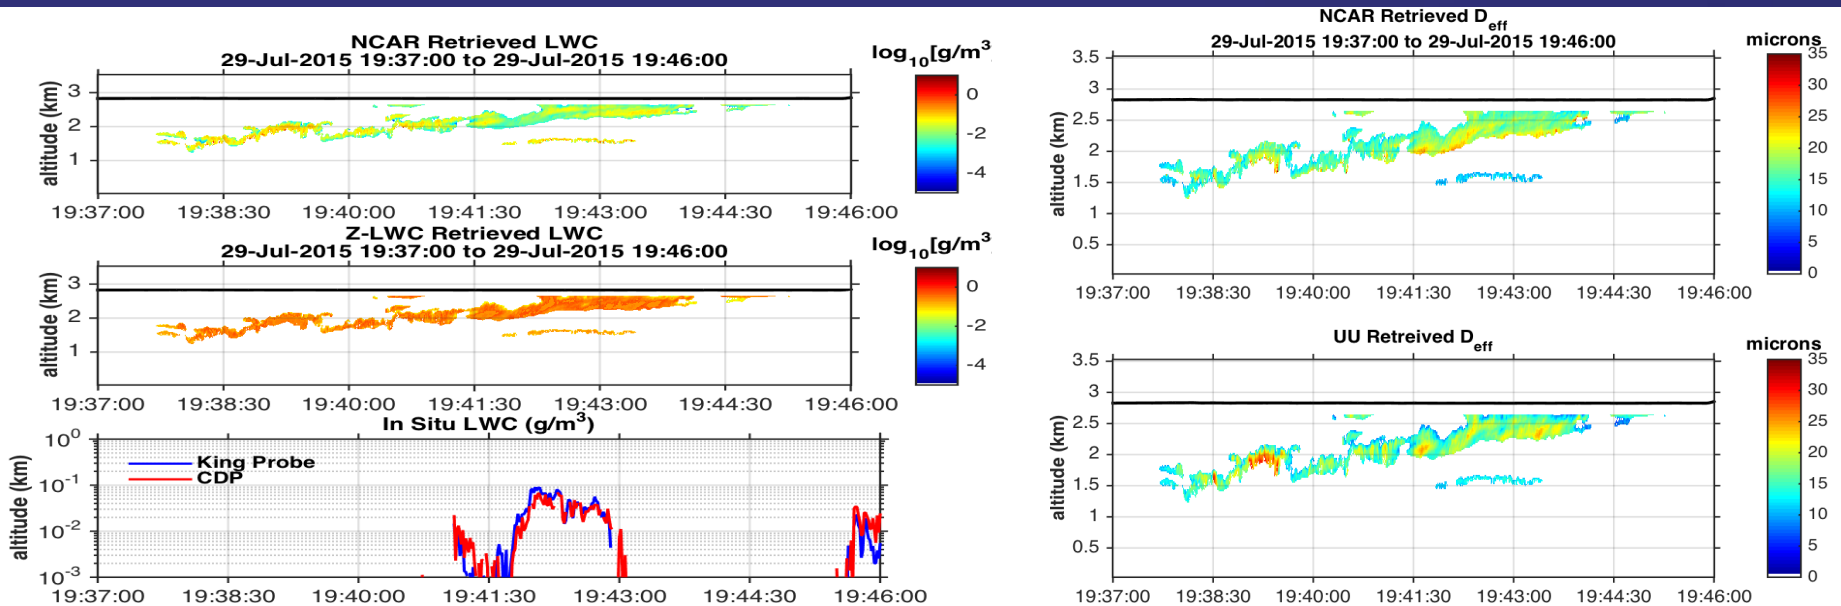 NCAR Retrieved LWC
29-Jul-2015 19:37:00 to 29-Jul-2015 19:46:00
log10[g/m3
altitude (km)
3
2
1
0
-2
-4
19:37:00 19:38:30 19:40:00 19:41:30 19:43:00 19:44:30 19:46:00
Z-LWC Retrieved LWC
29-Jul-2015 19:37:00 to 29-Jul-2015 19:46:00
log10[g/m3
altitude (km)
3
2
1
0
-2
-4
19:37:00 19:38:30 19:40:00 19:41:30 19:43:00 19:44:30 19:46:00
In Situ LWC (g/m3)
altitude (km)
10^0
10^-1
10^-2
10^-3
King Probe
CDP
19:37:00 19:38:30 19:40:00 19:41:30 19:43:00 19:44:30 19:46:00
NCAR Retrieved Deff
29-Jul-2015 19:37:00 to 29-Jul-2015 19:46:00
microns
altitude (km)
3.5
3
2.5
2
1.5
1
0.5
35
30
25
20
15
10
5
0
19:37:00 19:38:30 19:40:00 19:41:30 19:43:00 19:44:30 19:46:00
UU Retreived Deff
microns
altitude (km)
3.5
3
2.5
2
1.5
1
0.5
35
30
25
20
15
10
5
0
19:37:00 19:38:30 19:40:00 19:41:30 19:43:00 19:44:30 19:46:00